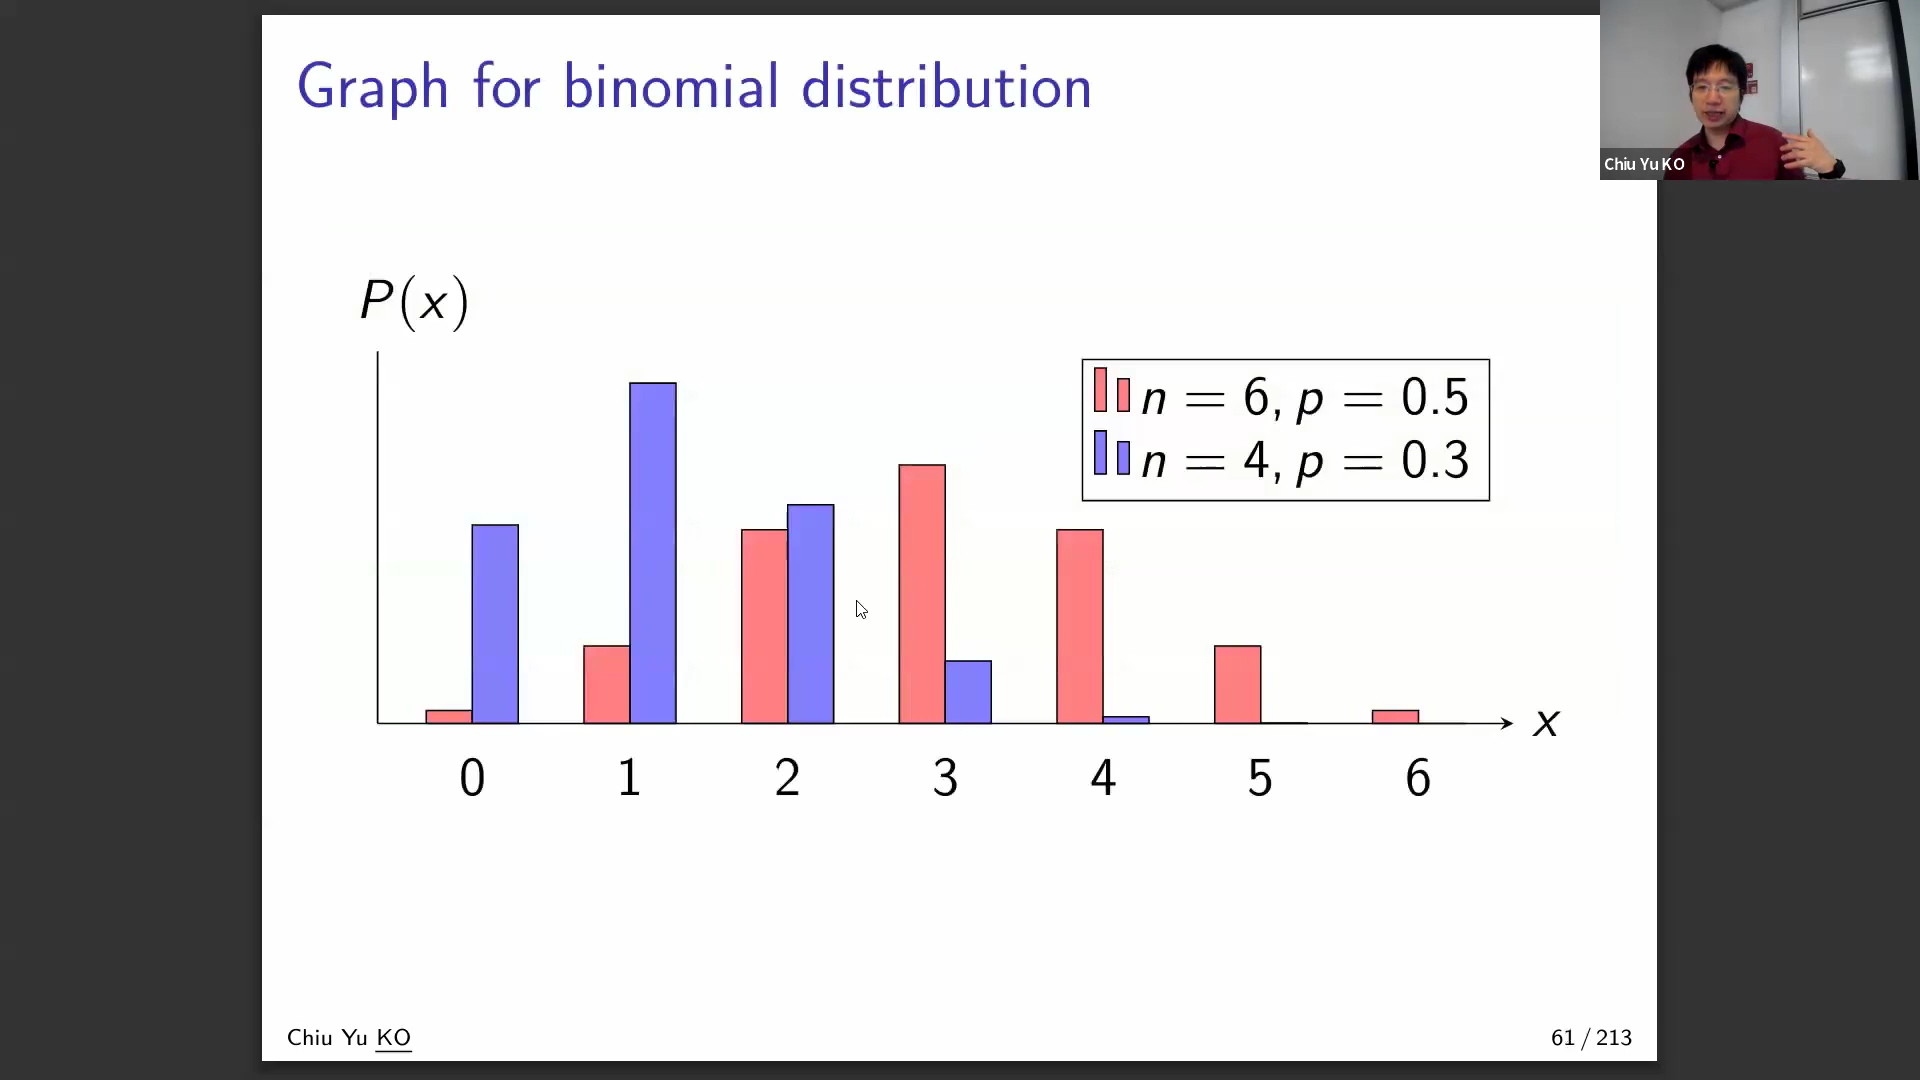 Graph for binomial distribution
Chiu Yu KO
P(x)
n = 6, p = 0.5
n = 4, p = 0.3
x
0 1 2 3 4 5 6
Chiu Yu KO
61 / 213